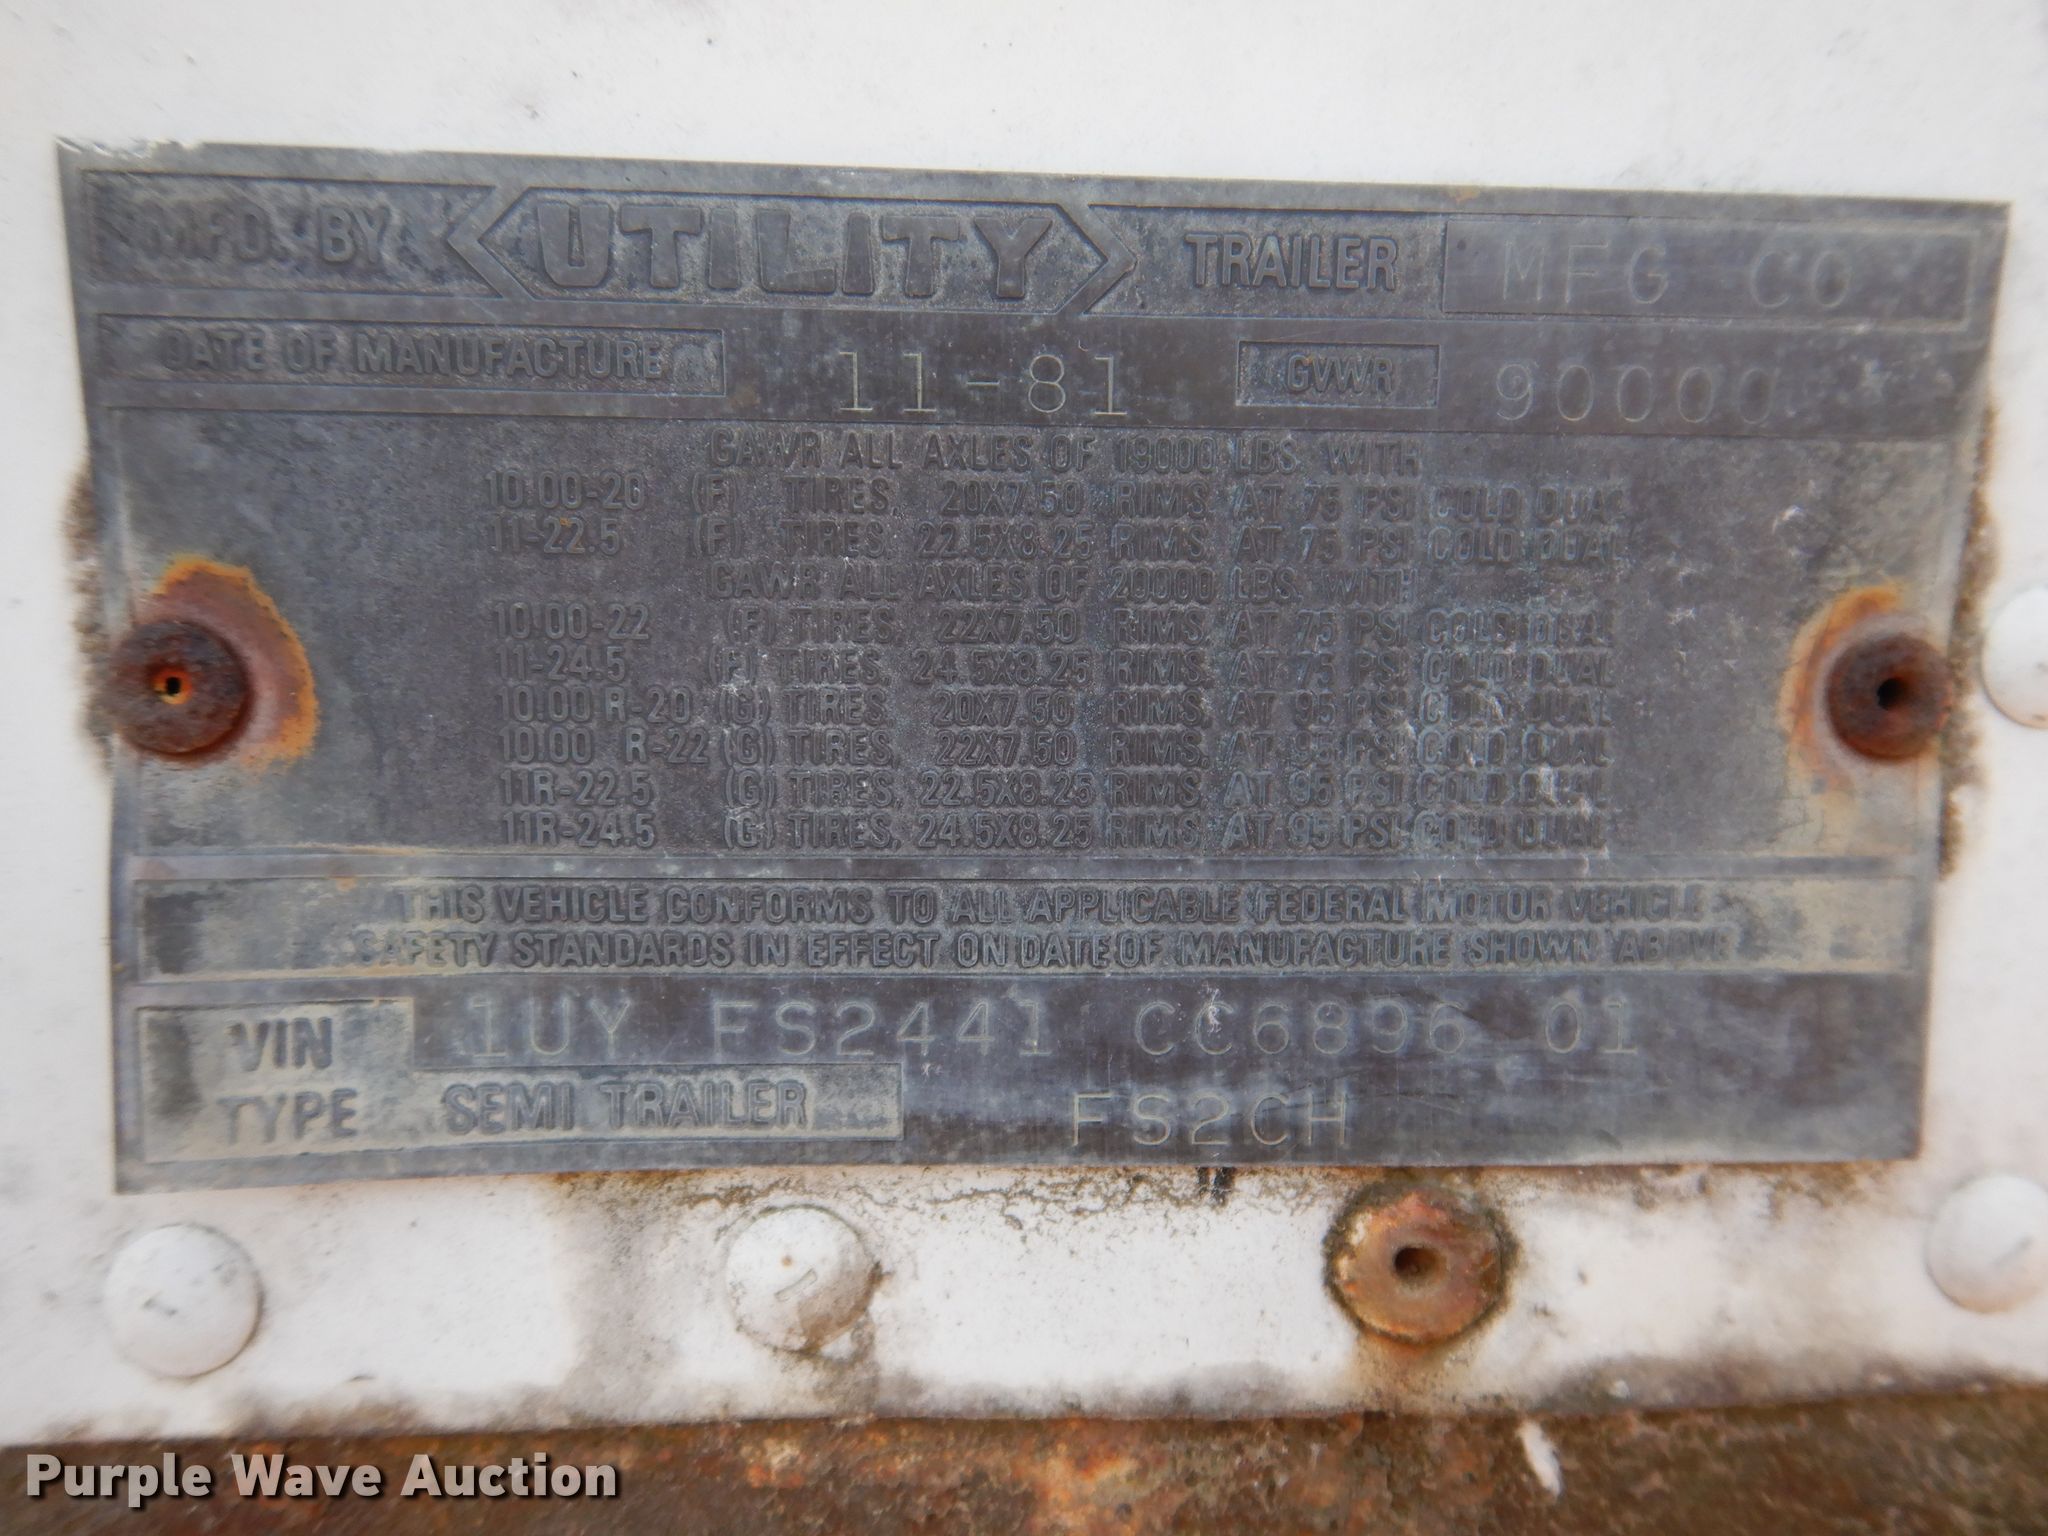 MFD. BY UTILITY TRAILER MFG CO
DATE OF MANUFACTURE 11-81 GVWR 90000
GAWR ALL AXLES OF 19000 LBS. WITH
10:00-20 (F) TIRES, 20X7.50 RIMS, AT 75 PSI COLD DUAL
11-22.5 (F) TIRES, 22.5X8.25 RIMS, AT 75 PSI COLD DUAL
GAWR ALL AXLES OF 20000 LBS. WITH
10:00-22 (F) TIRES, 22X7.50 RIMS, AT 75 PSI COLD DUAL
11-24.5 (F) TIRES, 24.5X8.25 RIMS, AT 75 PSI COLD DUAL
10:00 R-20 (G) TIRES, 20X7.50 RIMS, AT 95 PSI COLD DUAL
10:00 R-22 (G) TIRES, 22X7.50 RIMS, AT 95 PSI COLD DUAL
11R-22.5 (G) TIRES, 22.5X8.25 RIMS, AT 95 PSI COLD DUAL
11R-24.5 (G) TIRES, 24.5X8.25 RIMS, AT 95 PSI COLD DUAL
THIS VEHICLE CONFORMS TO ALL APPLICABLE FEDERAL MOTOR VEHICLE
SAFETY STANDARDS IN EFFECT ON DATE OF MANUFACTURE SHOWN ABOVE
VIN 1UY FS2441 CC6896 01
TYPE SEMI TRAILER FS2CH
Purple Wave Auction